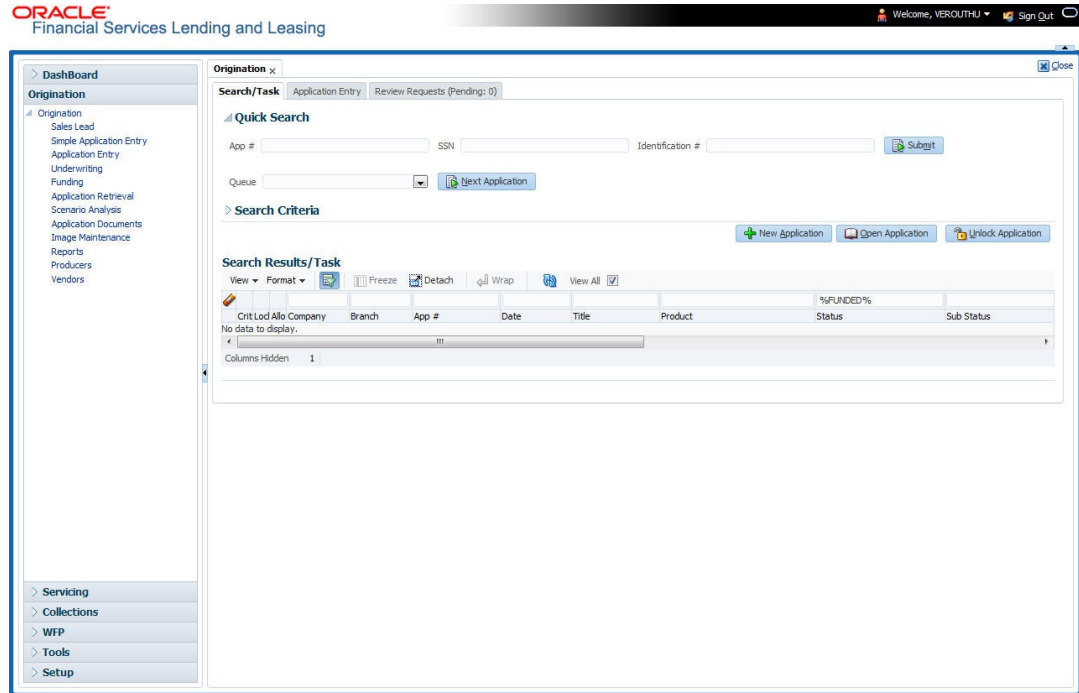 ORACLE
Financial Services Lending and Leasing
Welcome, VEROUTHU
Sign Out
Close
DashBoard
Origination
Origination
Sales Lead
Simple Application Entry
Application Entry
Underwriting
Funding
Application Retrieval
Scenario Analysis
Application Documents
Image Maintenance
Reports
Producers
Vendors
Servicing
Collections
WFP
Tools
Setup
Origination x
Search/Task Application Entry Review Requests (Pending: 0)
Quick Search
App # SSN Identification # Submit
Queue Next Application
Search Criteria
New Application Open Application Unlock Application
Search Results/Task
View Format Freeze Detach Wrap View All
%FUNDED%
Crit Lod Allo Company Branch App # Date Title Product Status Sub Status
No data to display.
Columns Hidden 1